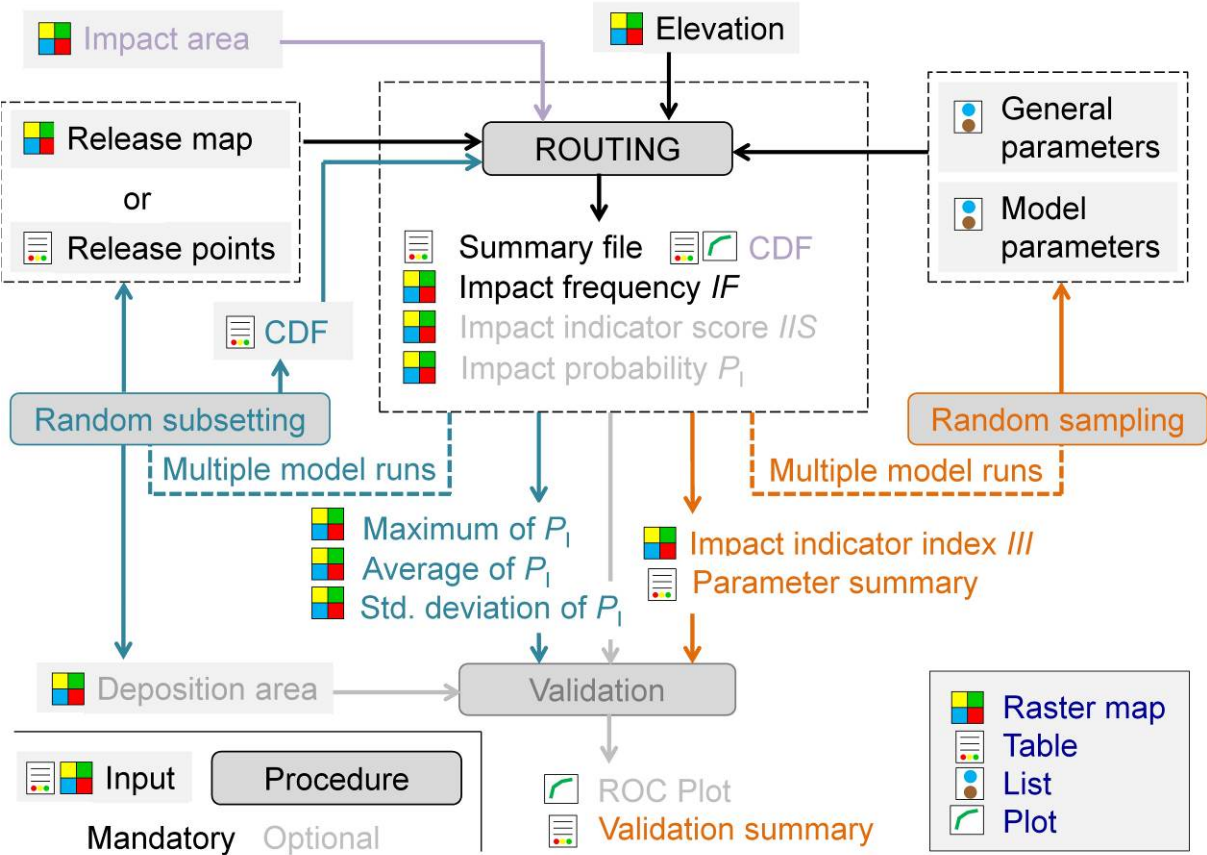 Impact area
Elevation
Release map
or
Release points
ROUTING
General
parameters
Model
parameters
Summary file
CDF
Impact frequency IF
Impact indicator score IIS
Impact probability PI
CDF
Random subsetting
Random sampling
Multiple model runs
Multiple model runs
Maximum of PI
Average of PI
Std. deviation of PI
Impact indicator index III
Parameter summary
Deposition area
Validation
ROC Plot
Validation summary
Input
Procedure
Mandatory Optional
Raster map
Table
List
Plot